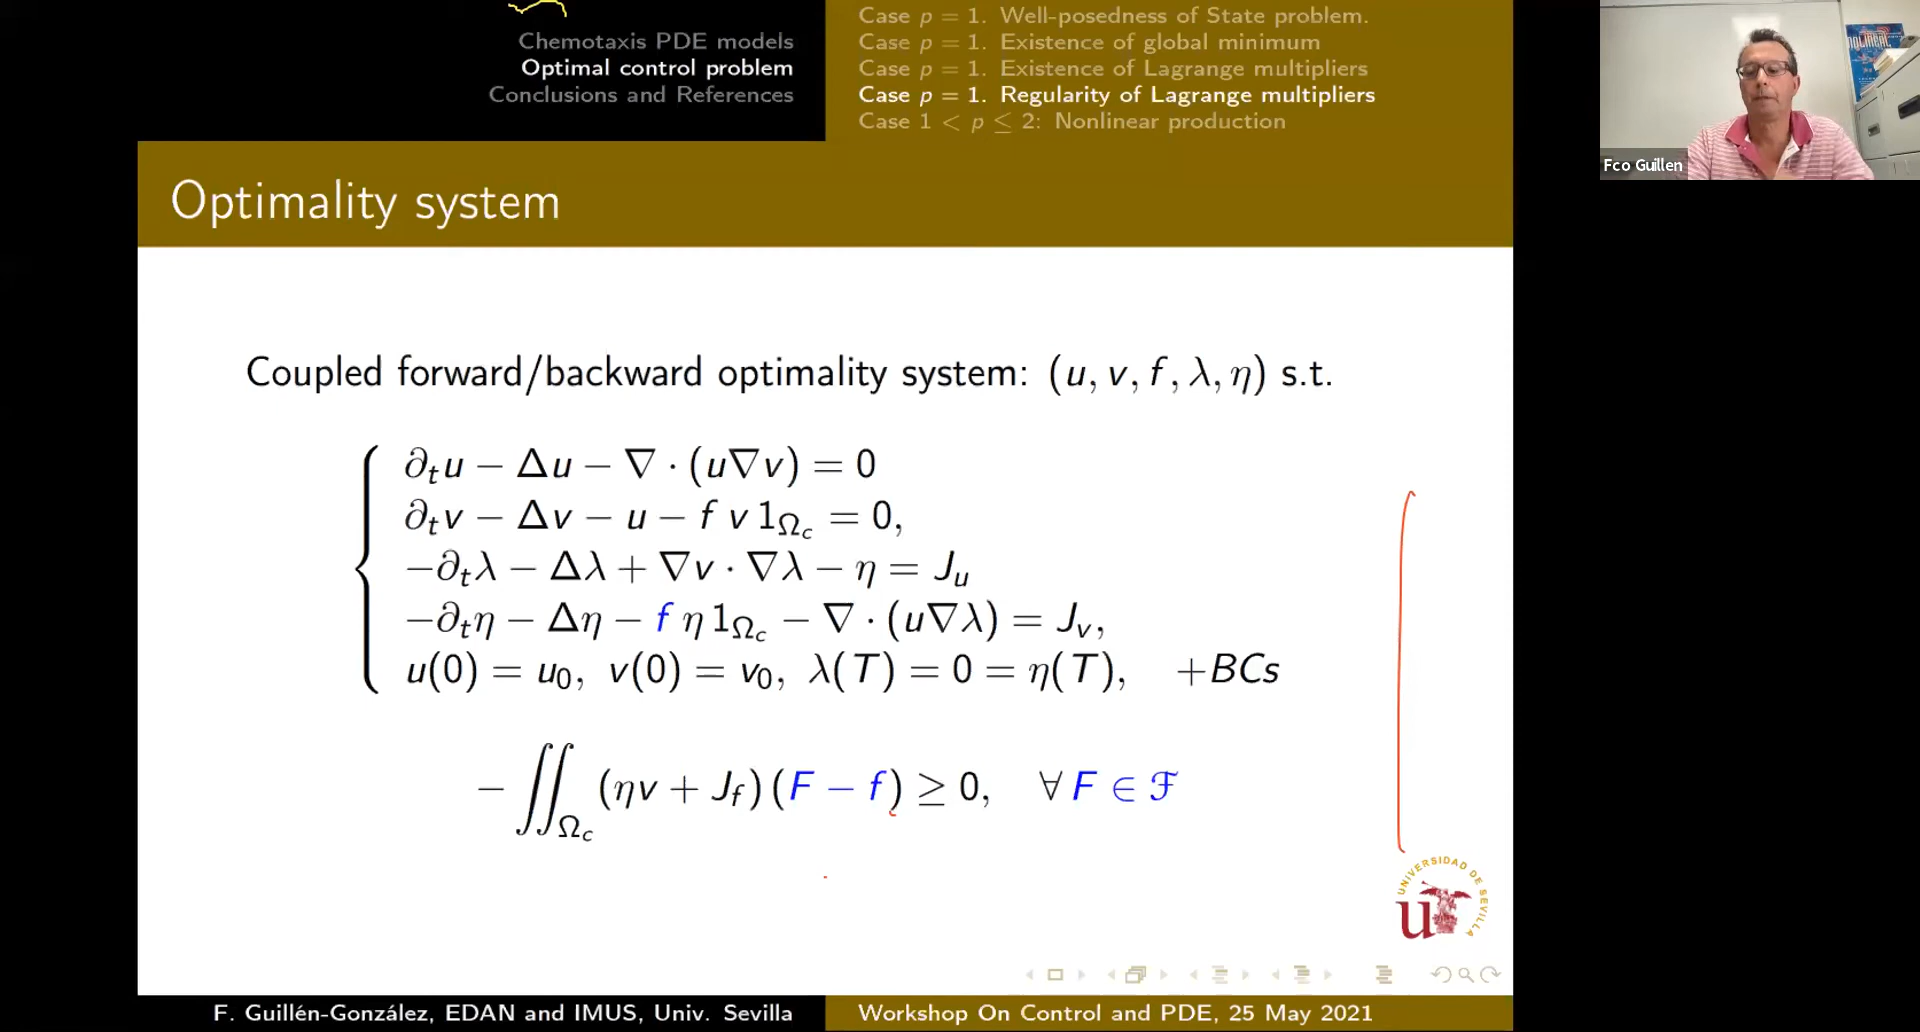 Chemotaxis PDE models
Optimal control problem
Conclusions and References
Case p = 1. Well-posedness of State problem.
Case p = 1. Existence of global minimum
Case p = 1. Existence of Lagrange multipliers
Case p = 1. Regularity of Lagrange multipliers
Case 1 < p ≤ 2: Nonlinear production
Fco Guillen
Optimality system
Coupled forward/backward optimality system: (u, v, f, λ, η) s.t.
∂ₜu − Δu − ∇ · (u∇v) = 0
∂ₜv − Δv − u − f v 1_{Ω_c} = 0,
−∂ₜλ − Δλ + ∇v · ∇λ − η = J_u
−∂ₜη − Δη − f η 1_{Ω_c} − ∇ · (u∇λ) = J_v,
u(0) = u₀, v(0) = v₀, λ(T) = 0 = η(T), +BCs
− ∬_{Ω_c} (ηv + J_f)(F − f) ≥ 0, ∀ F ∈ ℱ
UNIVERSIDAD DE SEVILLA
F. Guillén-González, EDAN and IMUS, Univ. Sevilla
Workshop On Control and PDE, 25 May 2021